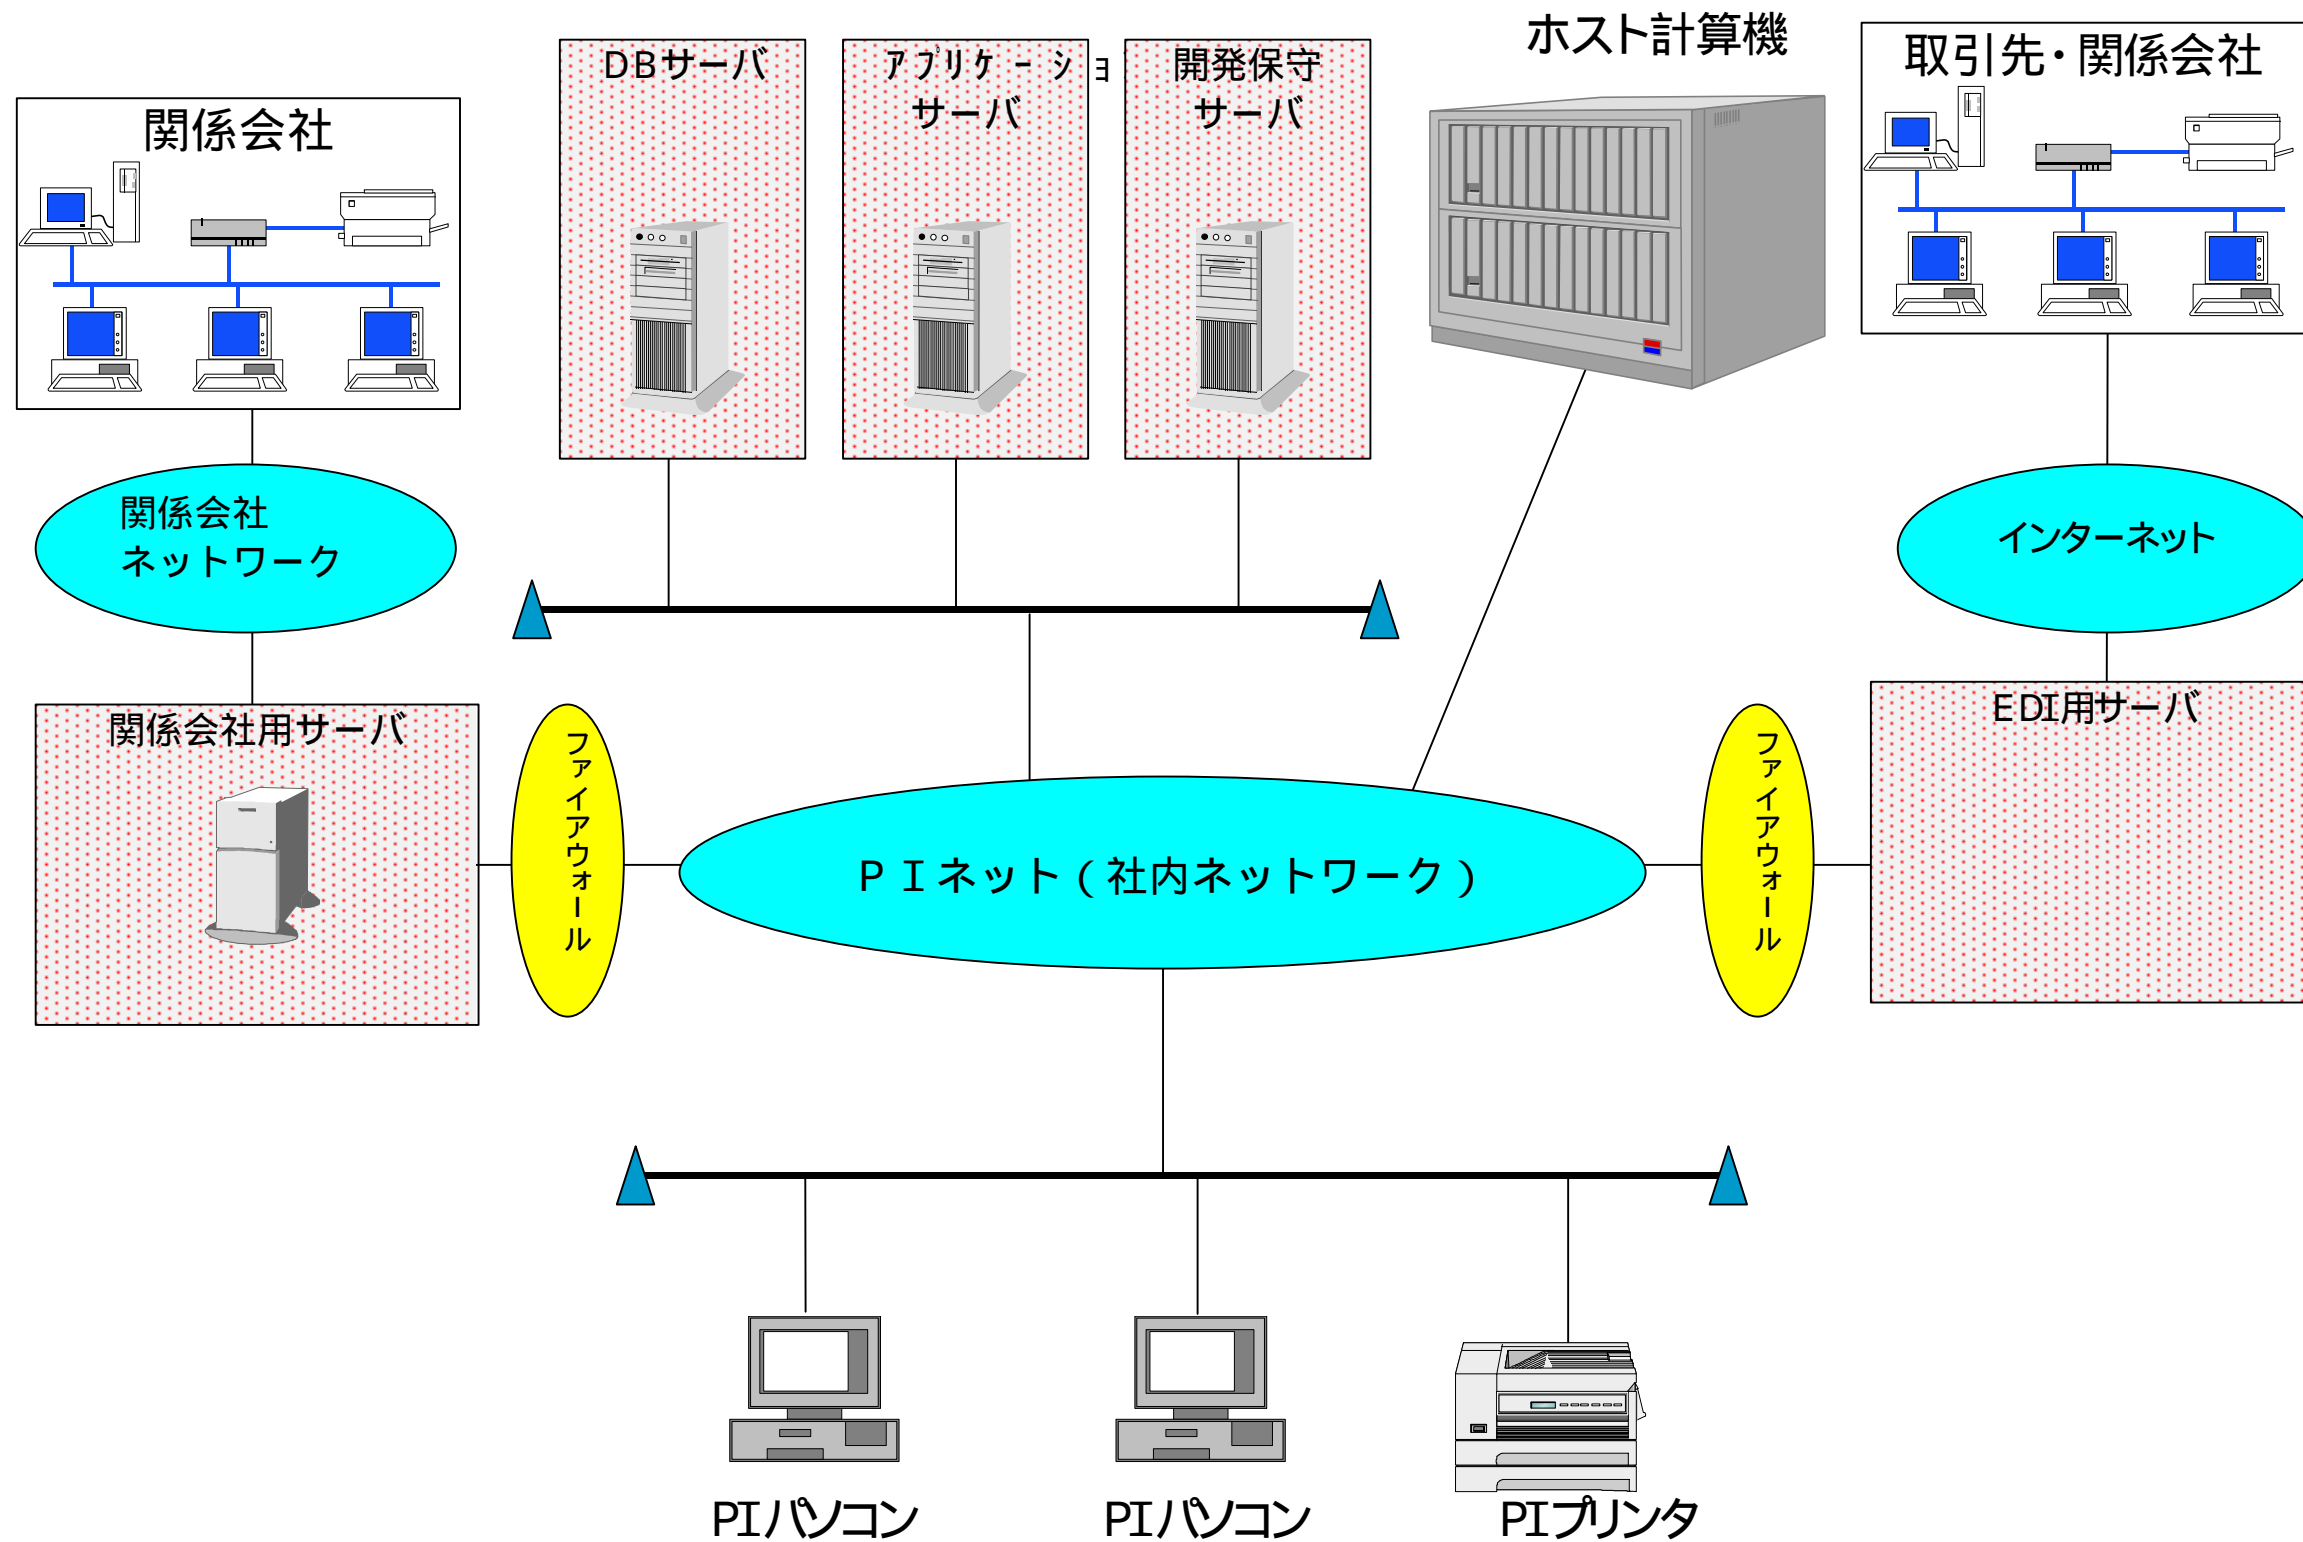 ホスト計算機
取引先・関係会社
DBサーバ
アプリケーショ
サーバ
開発保守
サーバ
関係会社
関係会社
ネットワーク
インターネット
関係会社用サーバ
ファイアウォール
ファイアウォール
EDI用サーバ
PIネット(社内ネットワーク)
PIパソコン
PIパソコン
PIプリンタ